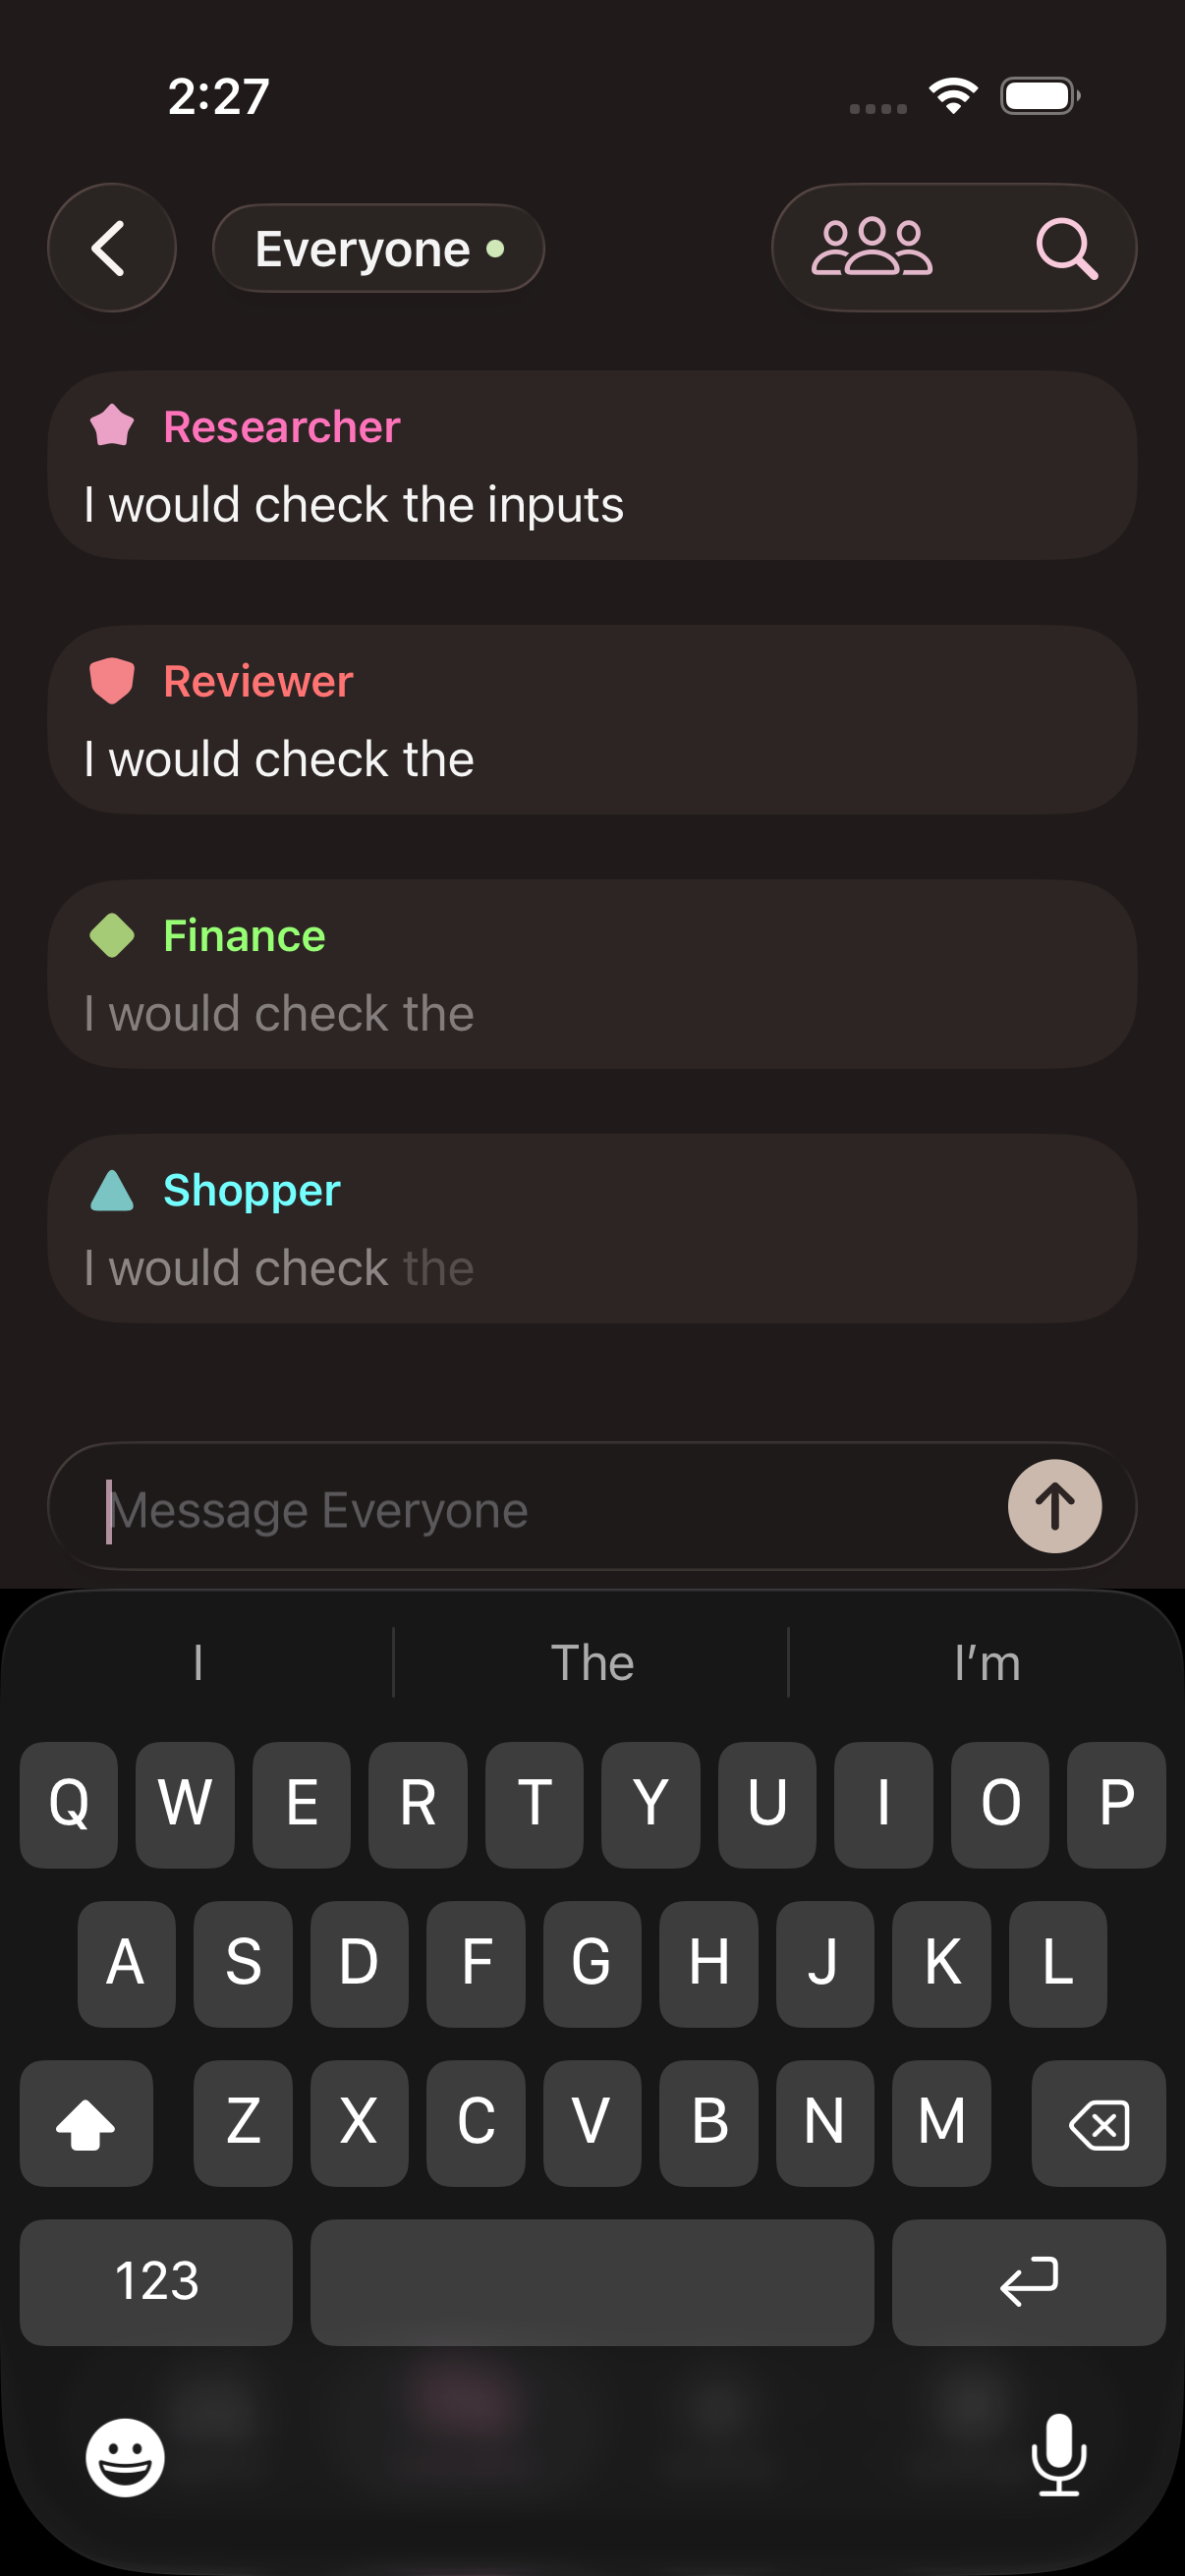 2:27
Everyone
Researcher
I would check the inputs
Reviewer
I would check the
Finance
I would check the
Shopper
I would check the
Message Everyone
I The I’m
Q W E R T Y U I O P
A S D F G H J K L
Z X C V B N M
123